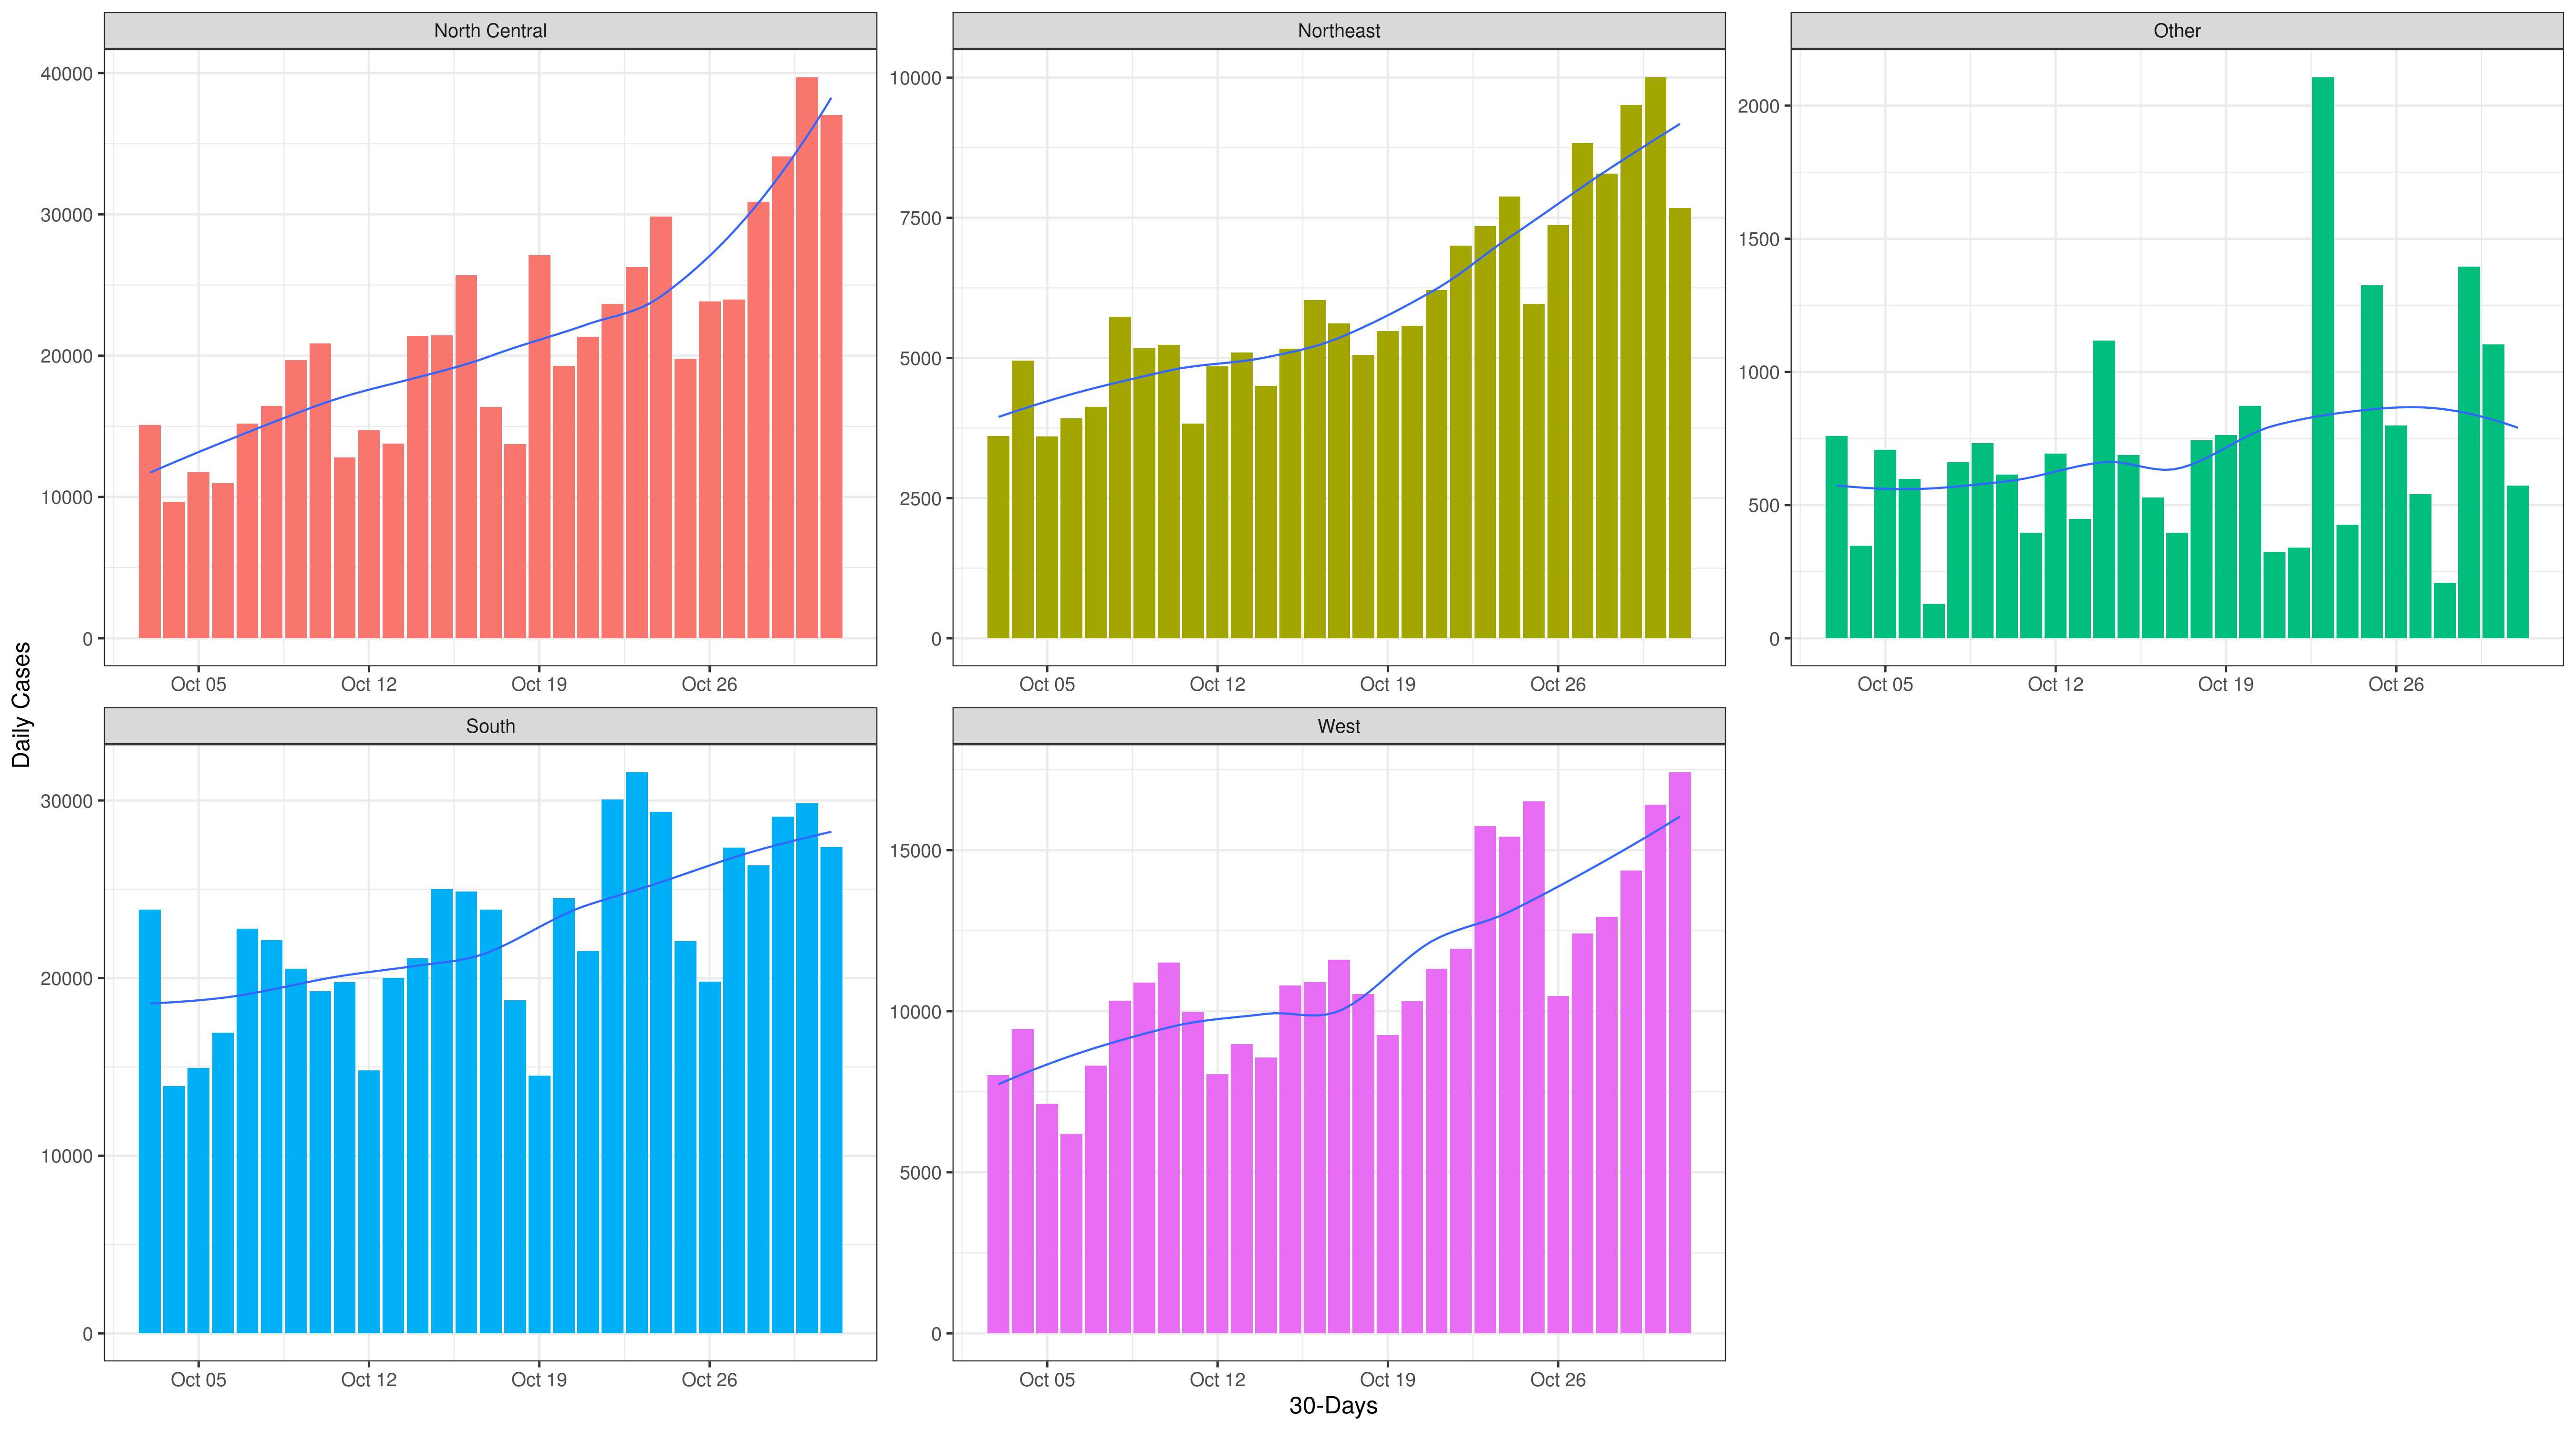 North Central
Northeast
Other
40000
30000
20000
10000
0
10000
7500
5000
2500
0
2000
1500
1000
500
0
Oct 05 Oct 12 Oct 19 Oct 26
Oct 05 Oct 12 Oct 19 Oct 26
Oct 05 Oct 12 Oct 19 Oct 26
Daily Cases
South
West
30000
20000
10000
0
15000
10000
5000
0
Oct 05 Oct 12 Oct 19 Oct 26
Oct 05 Oct 12 Oct 19 Oct 26
30-Days